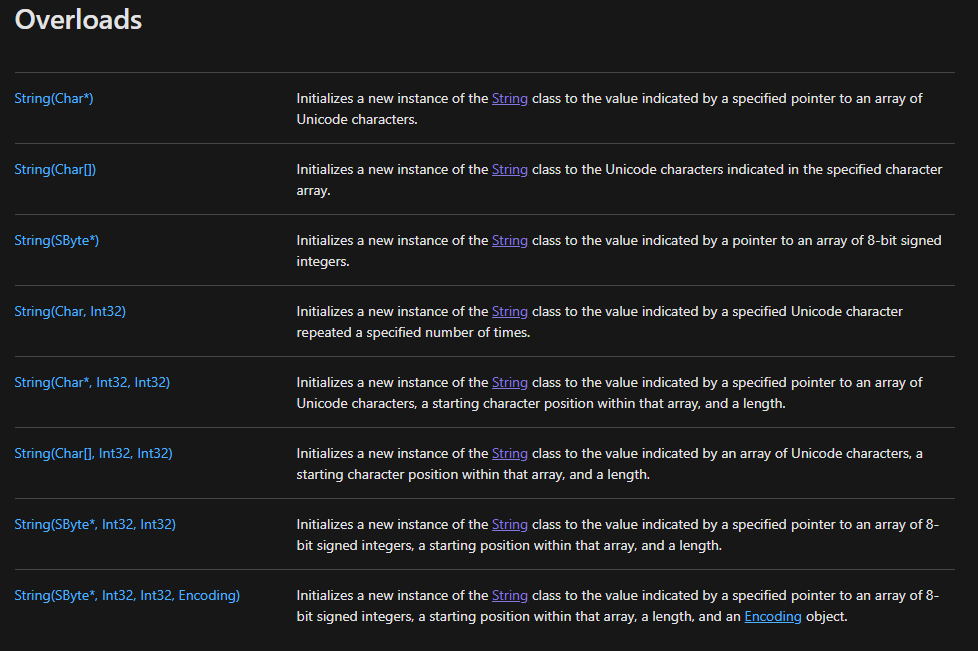 Overloads
String(Char*)
Initializes a new instance of the String class to the value indicated by a specified pointer to an array of
Unicode characters.
String(Char[])
Initializes a new instance of the String class to the Unicode characters indicated in the specified character
array.
String(SByte*)
Initializes a new instance of the String class to the value indicated by a pointer to an array of 8-bit signed
integers.
String(Char, Int32)
Initializes a new instance of the String class to the value indicated by a specified Unicode character
repeated a specified number of times.
String(Char*, Int32, Int32)
Initializes a new instance of the String class to the value indicated by a specified pointer to an array of
Unicode characters, a starting character position within that array, and a length.
String(Char[], Int32, Int32)
Initializes a new instance of the String class to the value indicated by an array of Unicode characters, a
starting character position within that array, and a length.
String(SByte*, Int32, Int32)
Initializes a new instance of the String class to the value indicated by a specified pointer to an array of 8-
bit signed integers, a starting position within that array, and a length.
String(SByte*, Int32, Int32, Encoding)
Initializes a new instance of the String class to the value indicated by a specified pointer to an array of 8-
bit signed integers, a starting position within that array, a length, and an Encoding object.